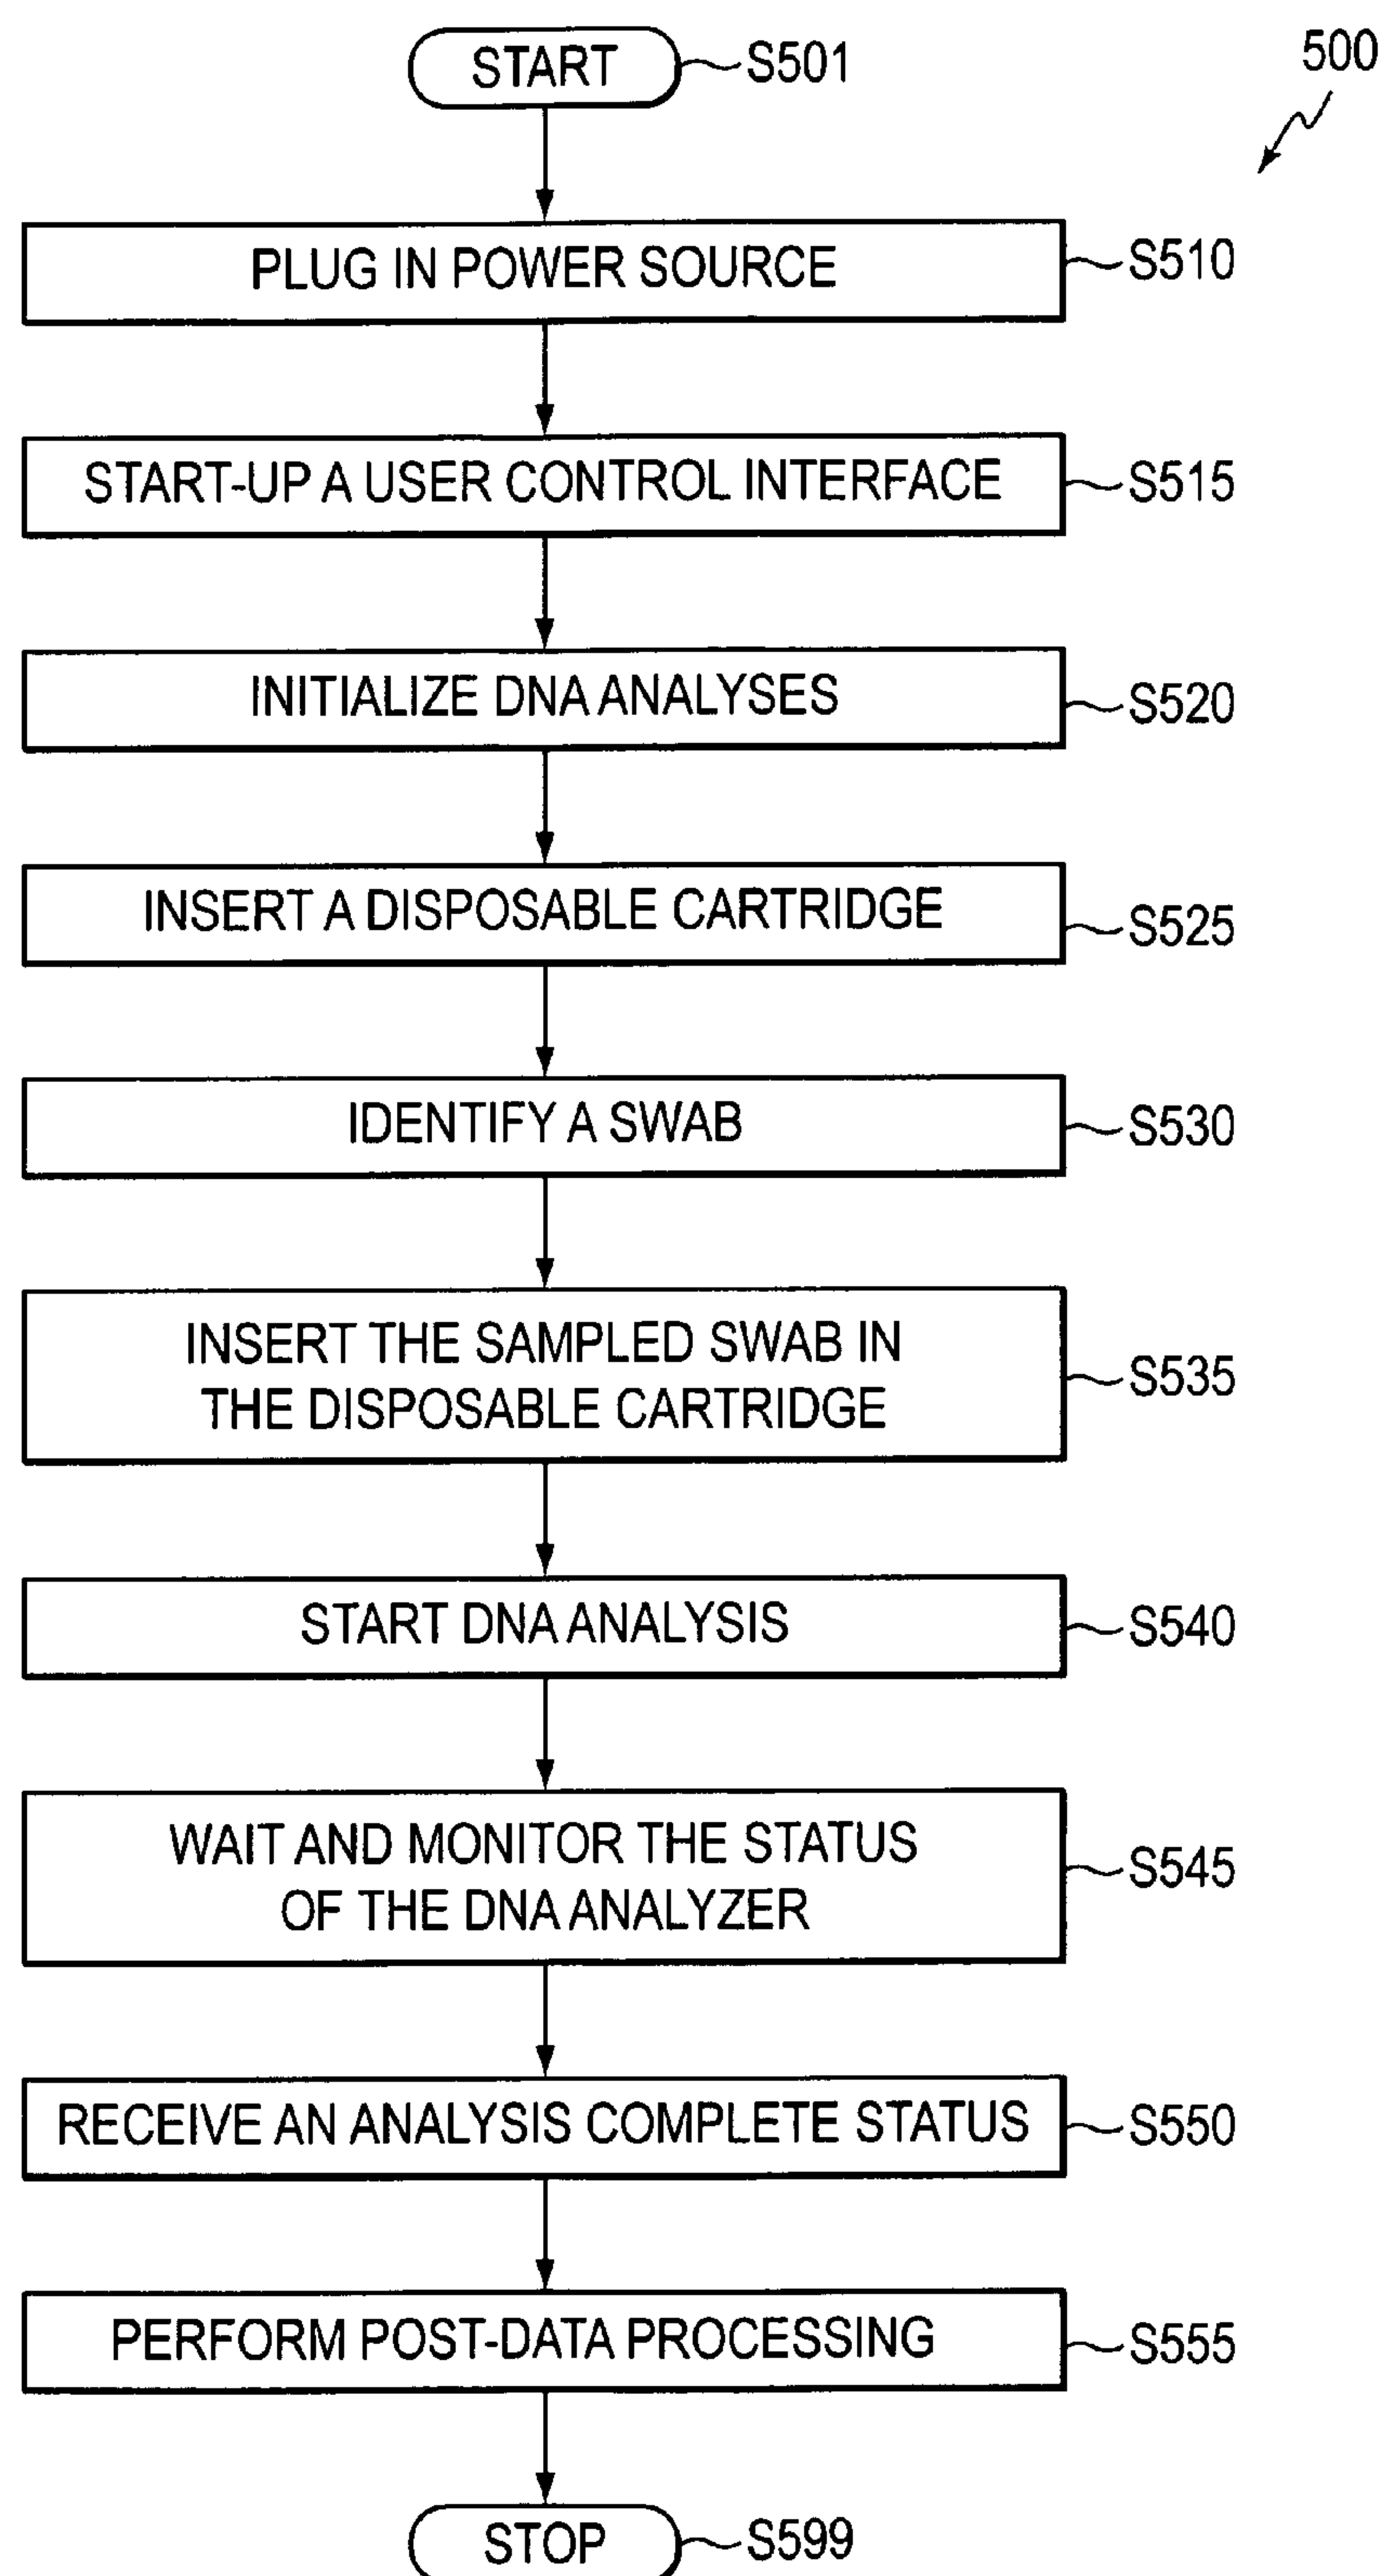 500
START S501
PLUG IN POWER SOURCE S510
START-UP A USER CONTROL INTERFACE S515
INITIALIZE DNA ANALYSES S520
INSERT A DISPOSABLE CARTRIDGE S525
IDENTIFY A SWAB S530
INSERT THE SAMPLED SWAB IN
THE DISPOSABLE CARTRIDGE S535
START DNA ANALYSIS S540
WAIT AND MONITOR THE STATUS
OF THE DNA ANALYZER S545
RECEIVE AN ANALYSIS COMPLETE STATUS S550
PERFORM POST-DATA PROCESSING S555
STOP S599